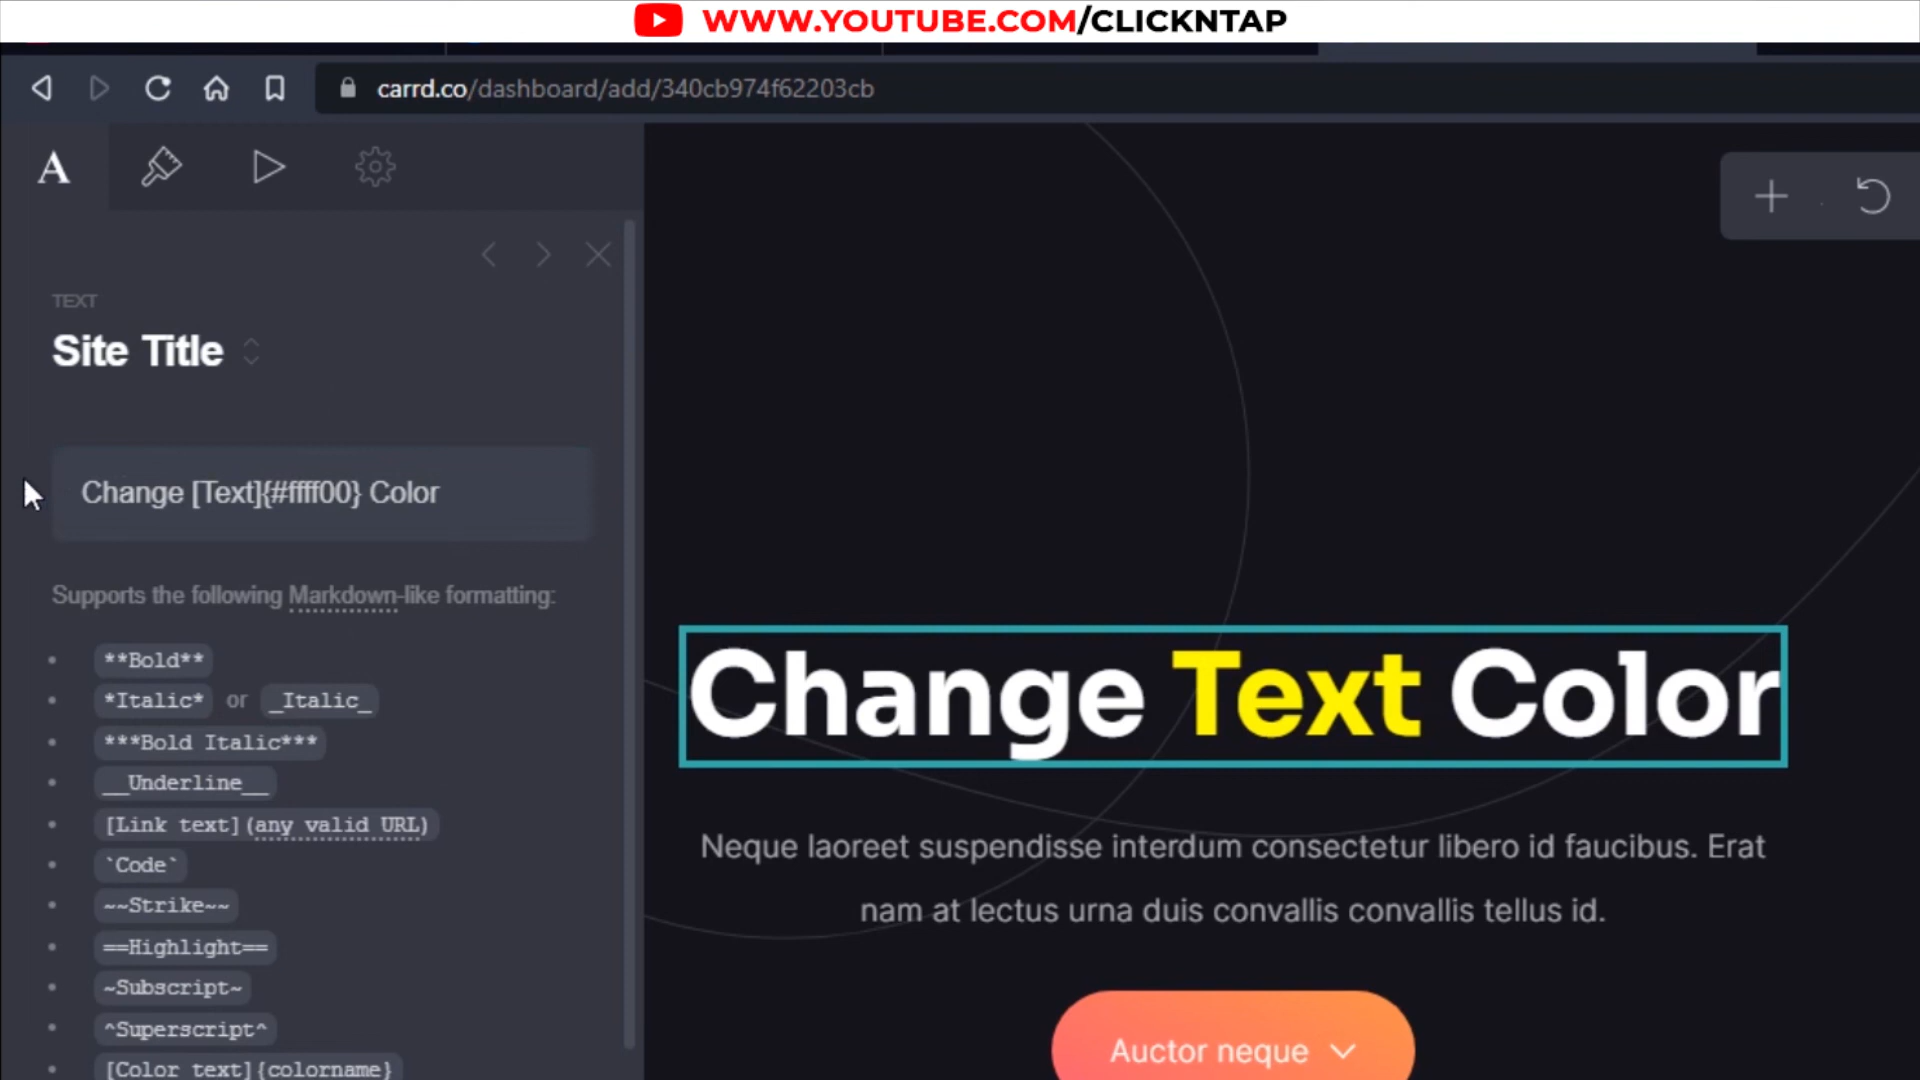 WWW.YOUTUBE.COM/CLICKNTAP
carrd.co/dashboard/add/340cb974f62203cb
A
TEXT
Site Title
Change [Text]{#ffff00} Color
Supports the following Markdown-like formatting:
**Bold**
*Italic* or _Italic_
***Bold Italic***
__Underline__
[Link text](any valid URL)
`Code`
~~Strike~~
==Highlight==
~Subscript~
^Superscript^
[Color text]{colorname}
Change Text Color
Neque laoreet suspendisse interdum consectetur libero id faucibus. Erat
nam at lectus urna duis convallis convallis tellus id.
Auctor neque